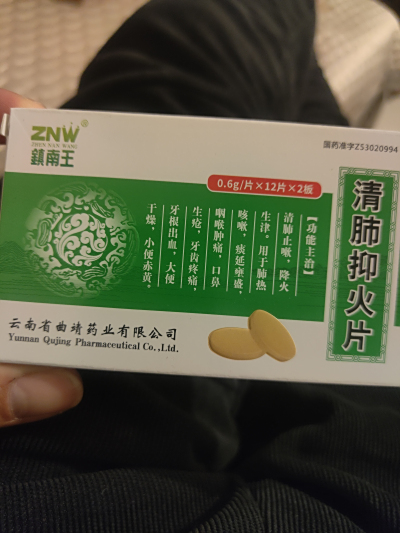 ZNW®
ZHEN NAN WANG
鎮南王
国药准字Z53020994
0.6g/片×12片×2板
清肺抑火片
【功能主治】
清肺止嗽，降火
生津。用于肺热
咳嗽，痰延壅盛，
咽喉肿痛，口鼻
生疮，牙齿疼痛，
牙根出血，大便
干燥，小便赤黄。
云南省曲靖药业有限公司
Yunnan Qujing Pharmaceutical Co.,Ltd.